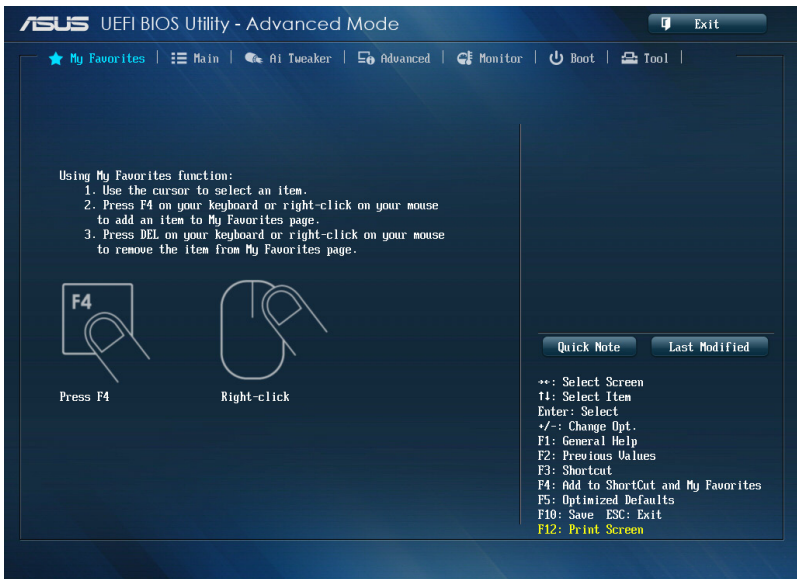 ASUS UEFI BIOS Utility - Advanced Mode
Exit
My Favorites
Main
Ai Tweaker
Advanced
Monitor
Boot
Tool
Using My Favorites function:
1. Use the cursor to select an item.
2. Press F4 on your keyboard or right-click on your mouse
to add an item to My Favorites page.
3. Press DEL on your keyboard or right-click on your mouse
to remove the item from My Favorites page.
F4
Press F4
Right-click
Quick Note
Last Modified
→←: Select Screen
↑↓: Select Item
Enter: Select
+/-: Change Opt.
F1: General Help
F2: Previous Values
F3: Shortcut
F4: Add to ShortCut and My Favorites
F5: Optimized Defaults
F10: Save ESC: Exit
F12: Print Screen